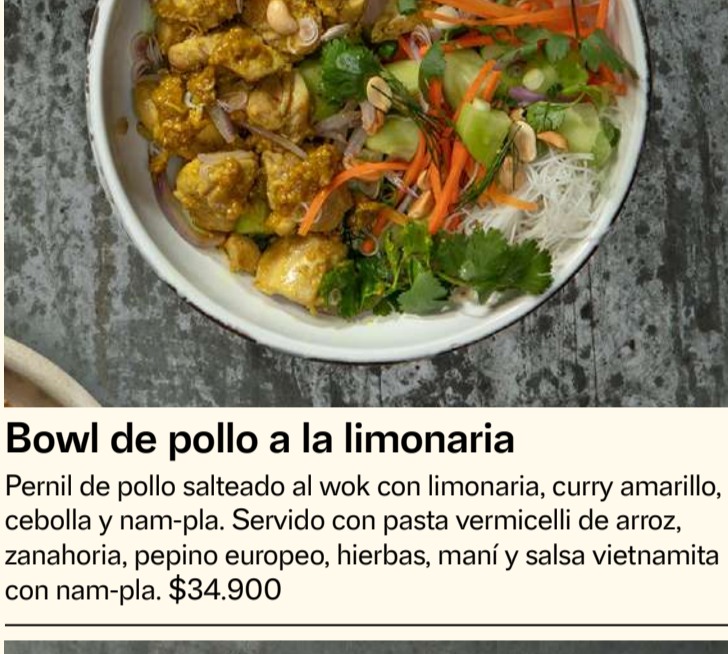 Bowl de pollo a la limonaria
Pernil de pollo salteado al wok con limonaria, curry amarillo,
cebolla y nam-pla. Servido con pasta vermicelli de arroz,
zanahoria, pepino europeo, hierbas, maní y salsa vietnamita
con nam-pla. $34.900